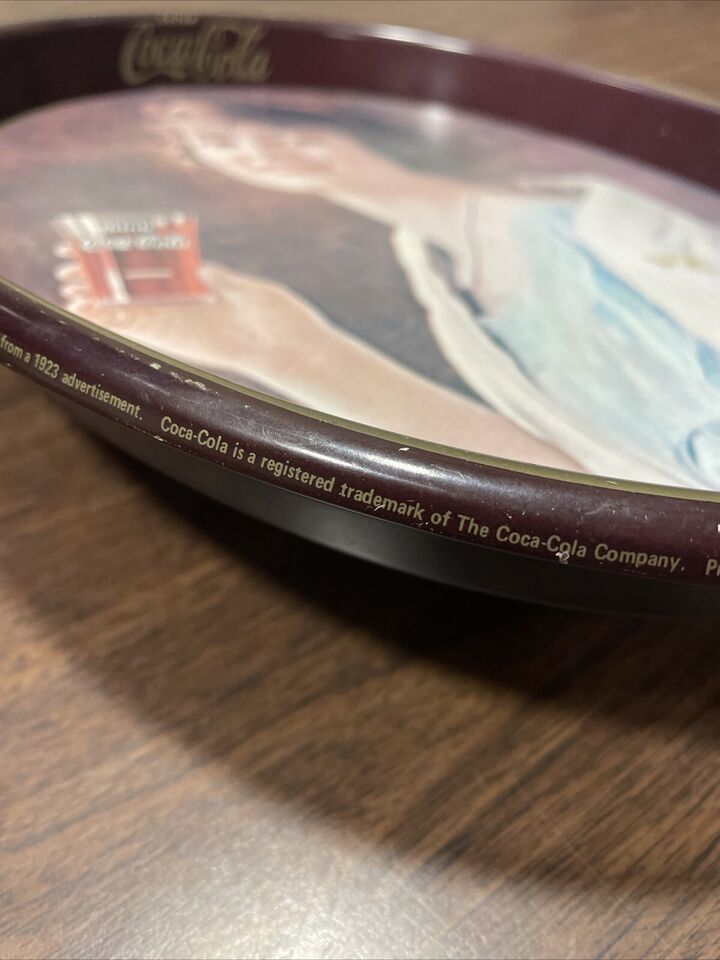 Coca-Cola
from a 1923 advertisement. Coca-Cola is a registered trademark of The Coca-Cola Company.